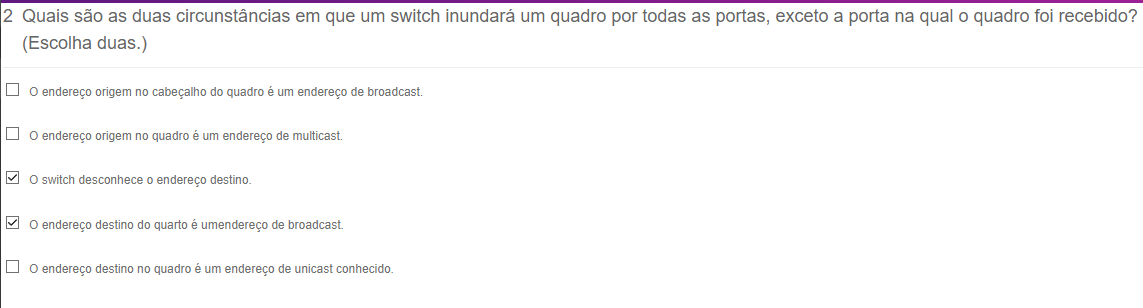 2 Quais são as duas circunstâncias em que um switch inundará um quadro por todas as portas, exceto a porta na qual o quadro foi recebido?
(Escolha duas.)
O endereço origem no cabeçalho do quadro é um endereço de broadcast.
O endereço origem no quadro é um endereço de multicast.
O switch desconhece o endereço destino.
O endereço destino do quarto é umendereço de broadcast.
O endereço destino no quadro é um endereço de unicast conhecido.